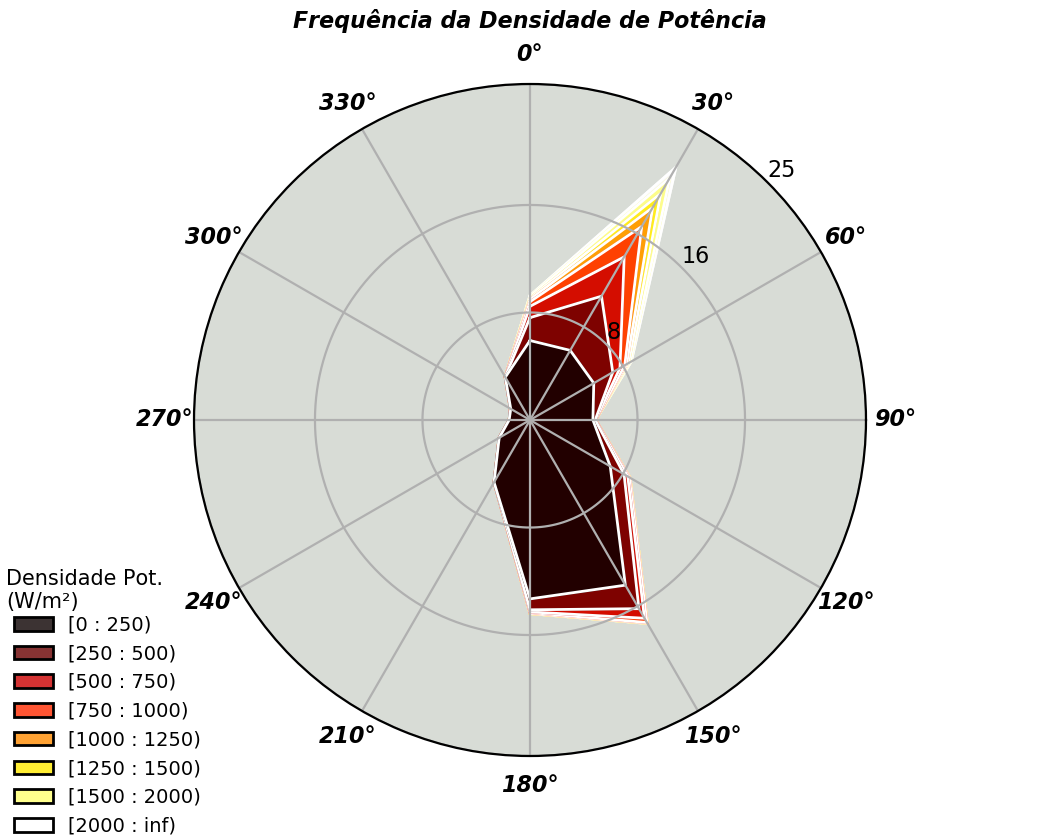 Frequência da Densidade de Potência
0°
330°
30°
25
300°
60°
16
8
270°
90°
240°
120°
210°
150°
180°
Densidade Pot.
(W/m²)
[0 : 250)
[250 : 500)
[500 : 750)
[750 : 1000)
[1000 : 1250)
[1250 : 1500)
[1500 : 2000)
[2000 : inf)